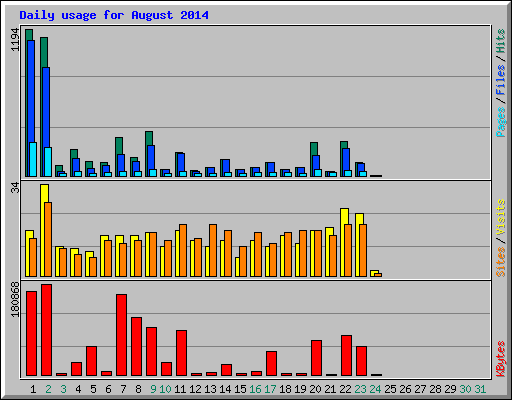 Daily usage for August 2014
1194
Pages/Files/Hits
34
Sites/Visits
180868
KBytes
1 2 3 4 5 6 7 8 9 10 11 12 13 14 15 16 17 18 19 20 21 22 23 24 25 26 27 28 29 30 31